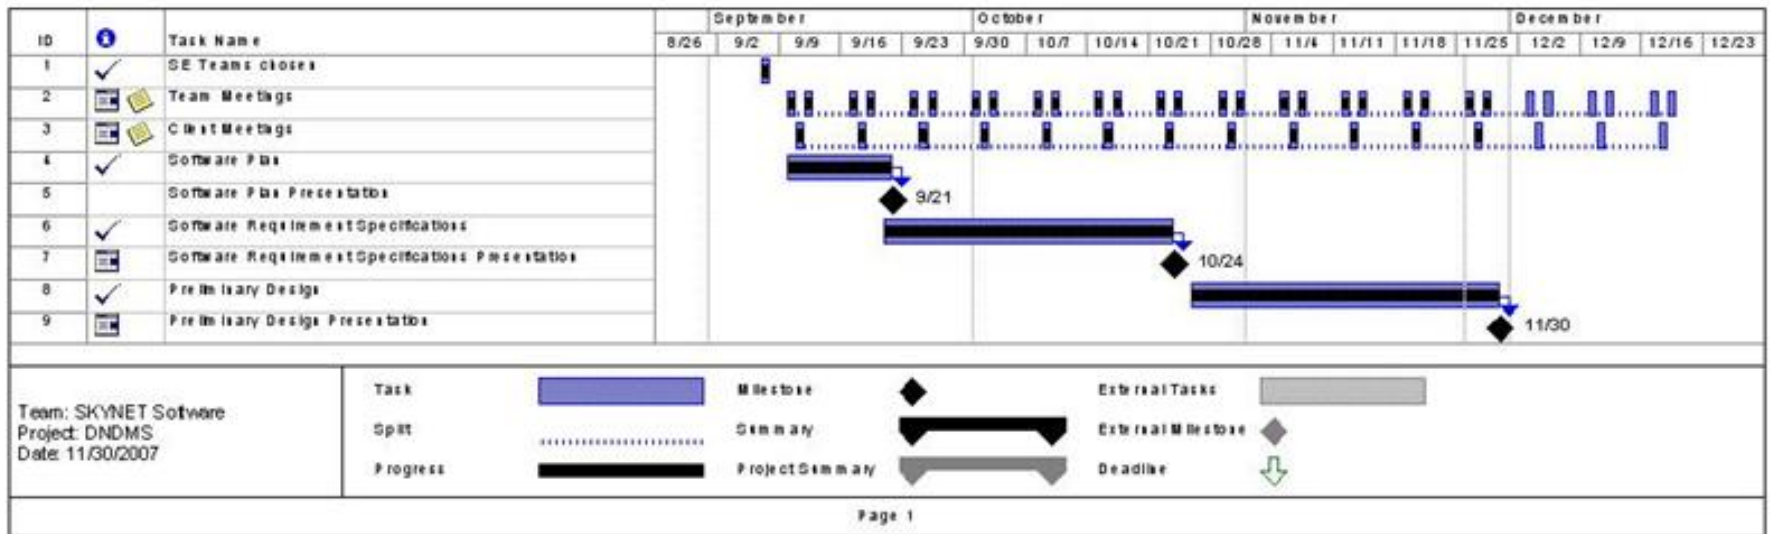 September October November December
ID Task Name 8/26 9/2 9/9 9/16 9/23 9/30 10/7 10/14 10/21 10/28 11/4 11/11 11/18 11/25 12/2 12/9 12/16 12/23
1 SE Teams chosen
2 Team Meetings
3 Client Meetings
4 Software Plan
5 Software Plan Presentation 9/21
6 Software Requirement Specifications
7 Software Requirement Specifications Presentation 10/24
8 Preliminary Design
9 Preliminary Design Presentation 11/30
Team: SKYNET Software
Project: DNDMS
Date: 11/30/2007
Task Milestone External Tasks
Split Summary External Milestone
Progress Project Summary Deadline
Page 1